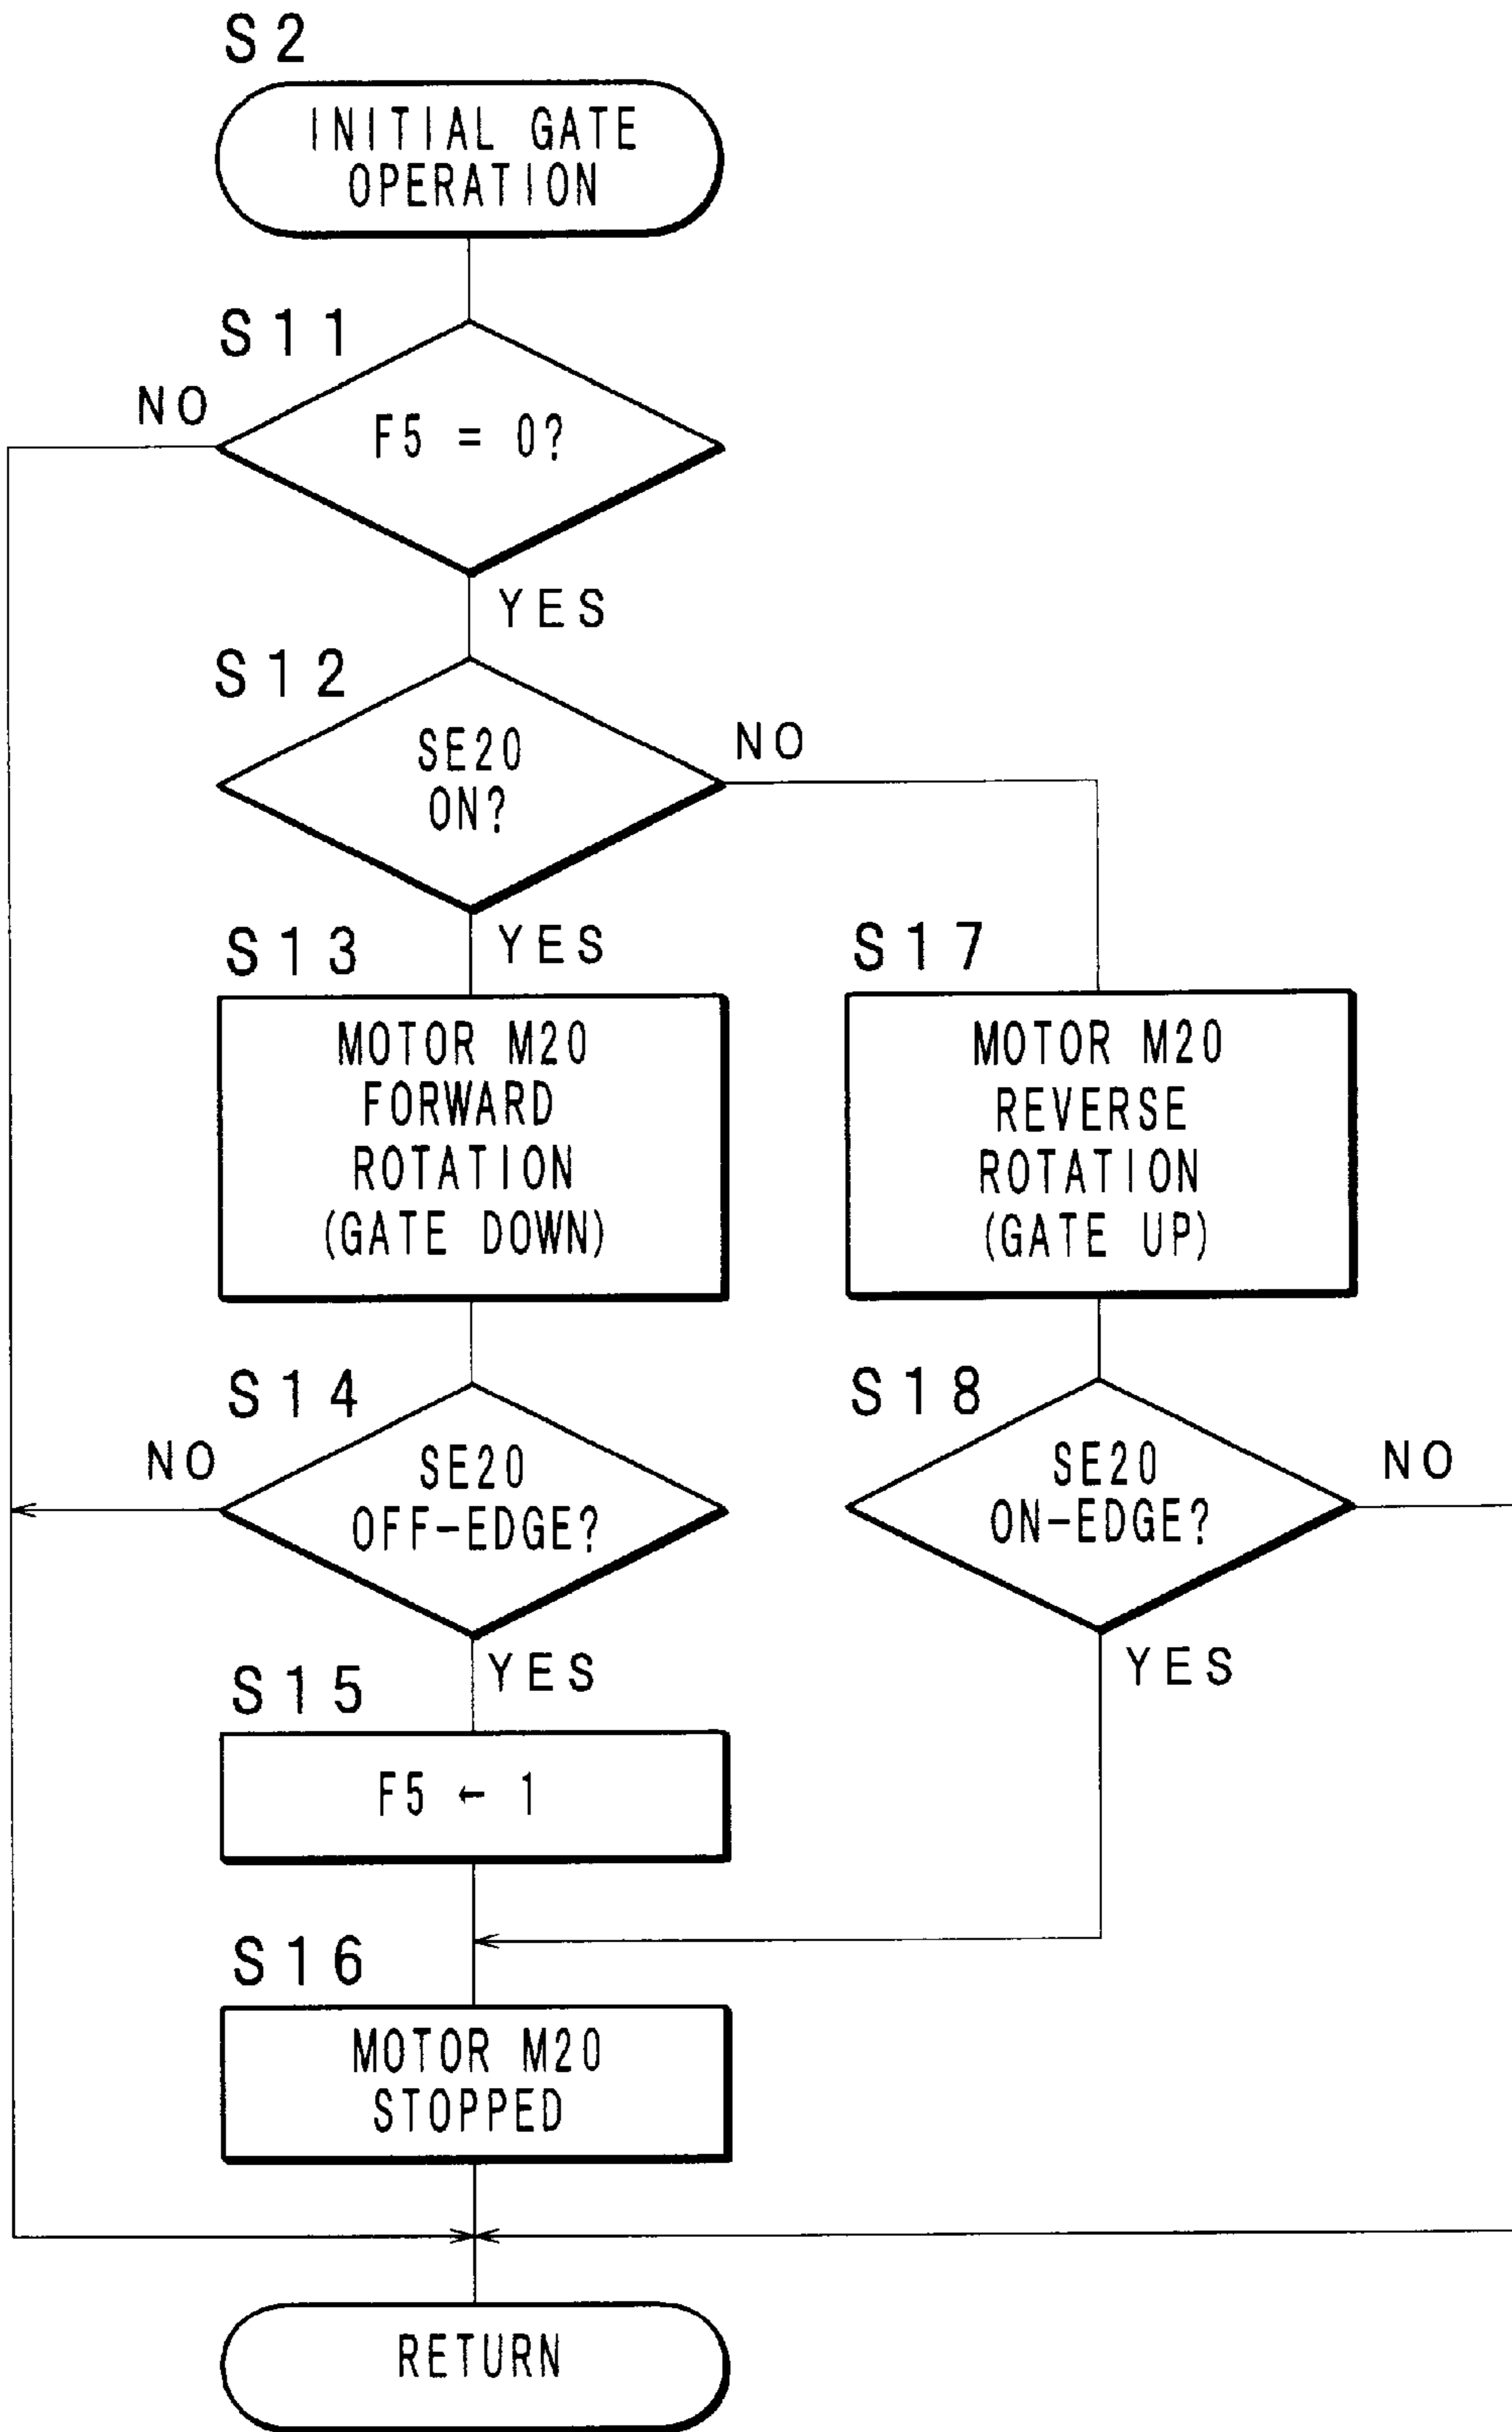 S2
INITIAL GATE
OPERATION
S11
NO
F5 = 0?
YES
S12
SE20
ON?
NO
YES
S13
MOTOR M20
FORWARD
ROTATION
(GATE DOWN)
S17
MOTOR M20
REVERSE
ROTATION
(GATE UP)
S14
NO
SE20
OFF-EDGE?
YES
S18
SE20
ON-EDGE?
NO
YES
S15
F5 ← 1
S16
MOTOR M20
STOPPED
RETURN